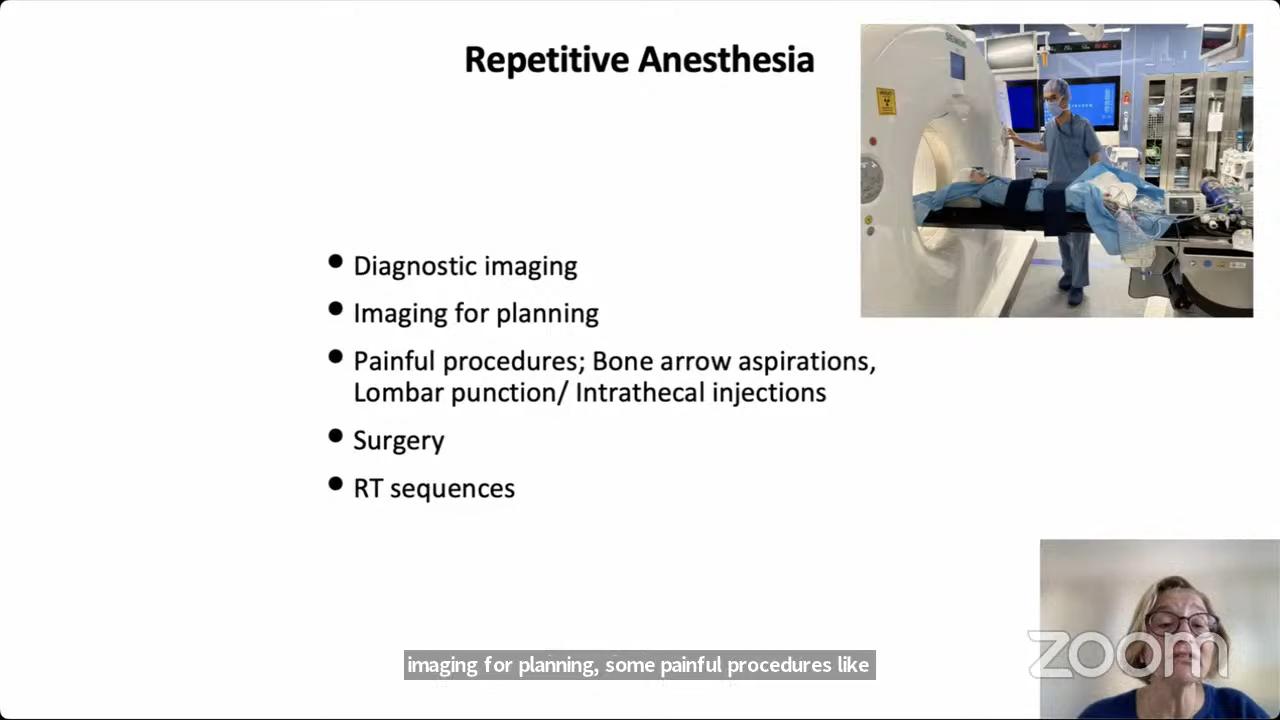 Repetitive Anesthesia
Diagnostic imaging
Imaging for planning
Painful procedures; Bone arrow aspirations,
Lombar punction/ Intrathecal injections
Surgery
RT sequences
imaging for planning, some painful procedures like
zoom